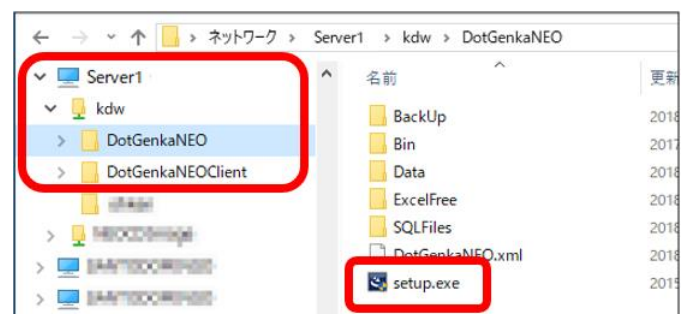 ネットワーク > Server1 > kdw > DotGenkaNEO
Server1
kdw
DotGenkaNEO
DotGenkaNEOClient
名前
更新
BackUp
2018
Bin
2017
Data
2018
ExcelFree
2018
SQLFiles
2018
DotGenkaNEO.xml
2018
setup.exe
2015